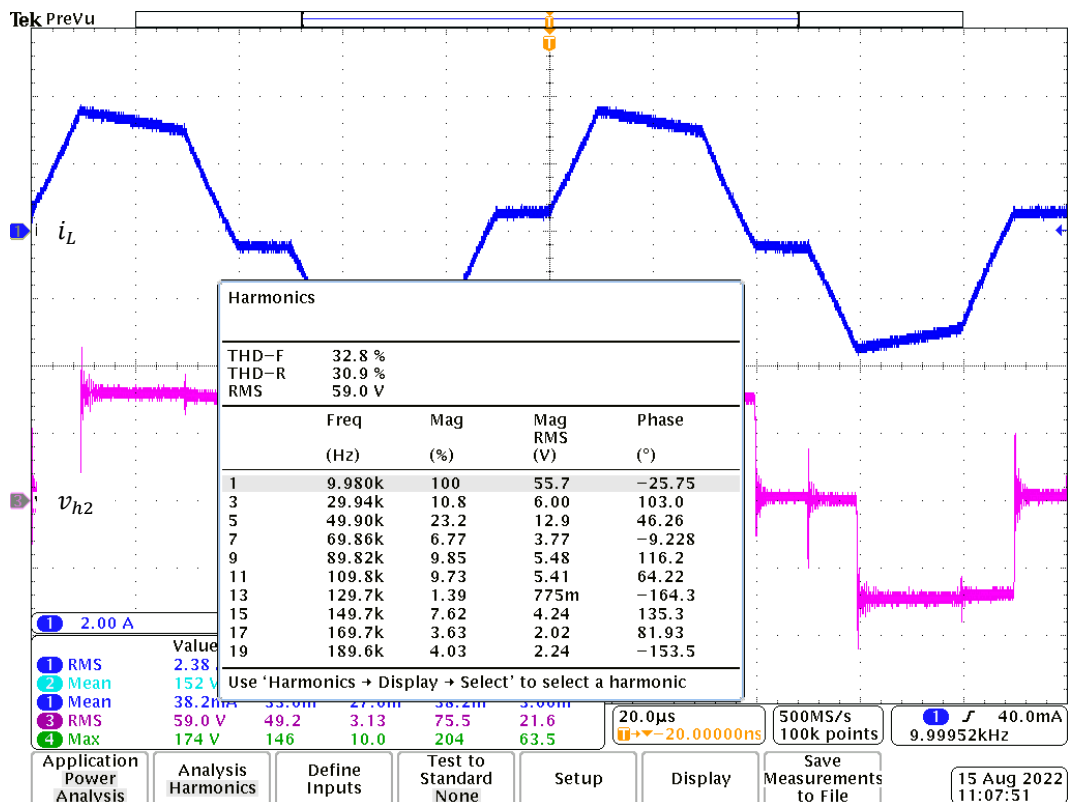 Tek PreVu
T
T
1 i_L
Harmonics
THD-F 32.8 %
THD-R 30.9 %
RMS 59.0 V
Freq Mag Mag Phase
RMS
(Hz) (%) (V) (°)
1 9.980k 100 55.7 -25.75
3 29.94k 10.8 6.00 103.0
5 49.90k 23.2 12.9 46.26
7 69.86k 6.77 3.77 -9.228
9 89.82k 9.85 5.48 116.2
11 109.8k 9.73 5.41 64.22
13 129.7k 1.39 775m -164.3
15 149.7k 7.62 4.24 135.3
17 169.7k 3.63 2.02 81.93
19 189.6k 4.03 2.24 -153.5
Use 'Harmonics → Display → Select' to select a harmonic
3 v_h2
1 2.00 A
Value
1 RMS 2.38
2 Mean 152 V
1 Mean 38.2mA
3 RMS 59.0 V 49.2 3.13 75.5 21.6
4 Max 174 V 146 10.0 204 63.5
20.0µs
T→▼-20.00000ns
500MS/s
100k points
1 ∫ 40.0mA
9.99952kHz
Application
Power
Analysis
Analysis
Harmonics
Define
Inputs
Test to
Standard
None
Setup
Display
Save
Measurements
to File
15 Aug 2022
11:07:51